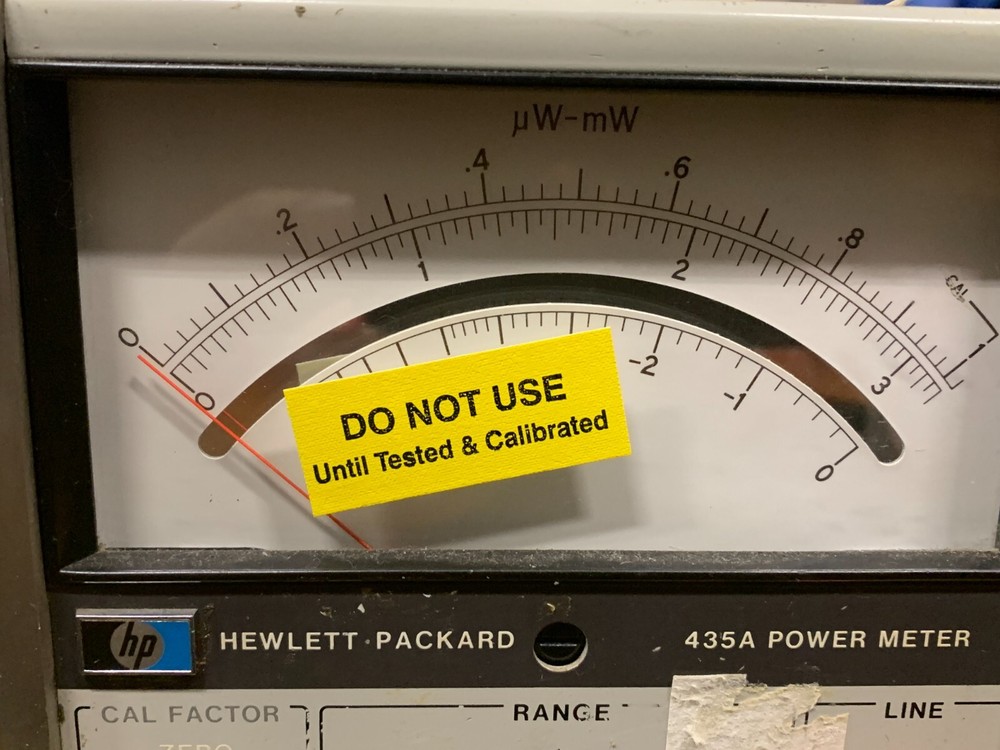 µW-mW
.4
.6
.2
.8
0
1
2
CAL
1
0
3
-2
-1
0
DO NOT USE
Until Tested & Calibrated
hp
HEWLETT·PACKARD
435A POWER METER
CAL FACTOR
RANGE
LINE
ZERO